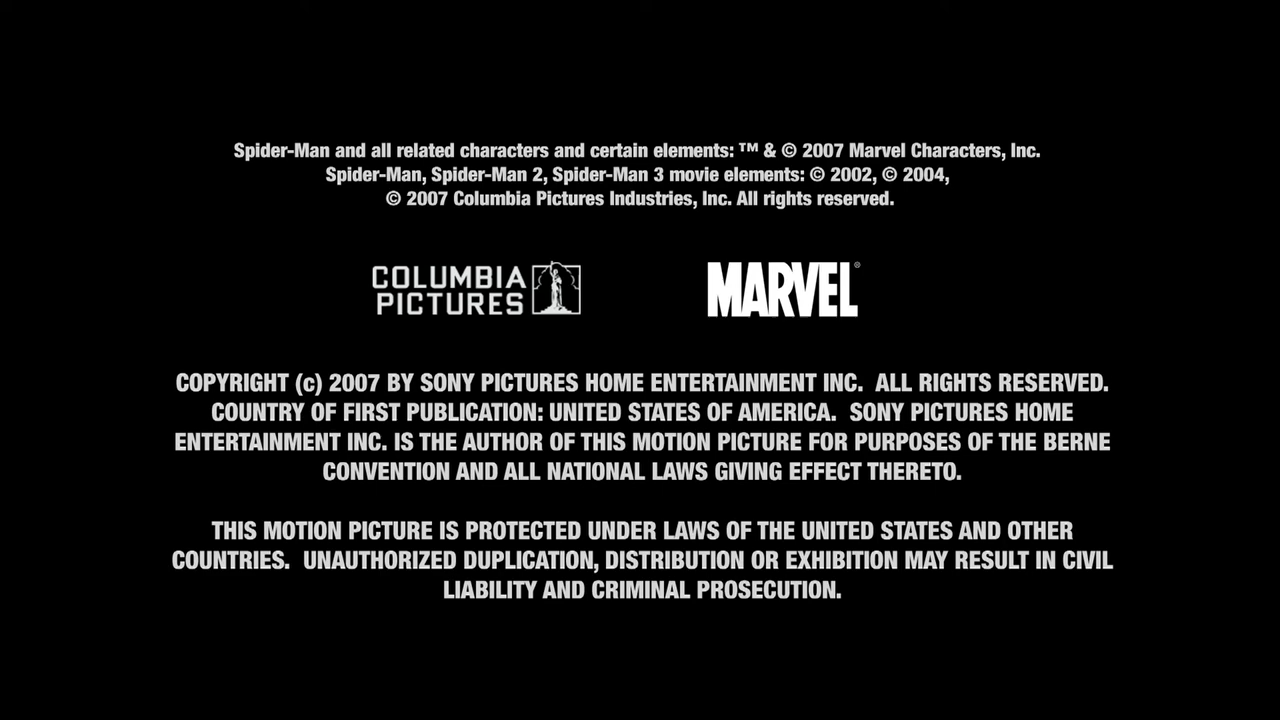 Spider-Man and all related characters and certain elements: ™ & © 2007 Marvel Characters, Inc.
Spider-Man, Spider-Man 2, Spider-Man 3 movie elements: © 2002, © 2004,
© 2007 Columbia Pictures Industries, Inc. All rights reserved.
COLUMBIA
PICTURES
MARVEL®
COPYRIGHT (c) 2007 BY SONY PICTURES HOME ENTERTAINMENT INC.  ALL RIGHTS RESERVED.
COUNTRY OF FIRST PUBLICATION: UNITED STATES OF AMERICA.  SONY PICTURES HOME
ENTERTAINMENT INC. IS THE AUTHOR OF THIS MOTION PICTURE FOR PURPOSES OF THE BERNE
CONVENTION AND ALL NATIONAL LAWS GIVING EFFECT THERETO.
THIS MOTION PICTURE IS PROTECTED UNDER LAWS OF THE UNITED STATES AND OTHER
COUNTRIES.  UNAUTHORIZED DUPLICATION, DISTRIBUTION OR EXHIBITION MAY RESULT IN CIVIL
LIABILITY AND CRIMINAL PROSECUTION.